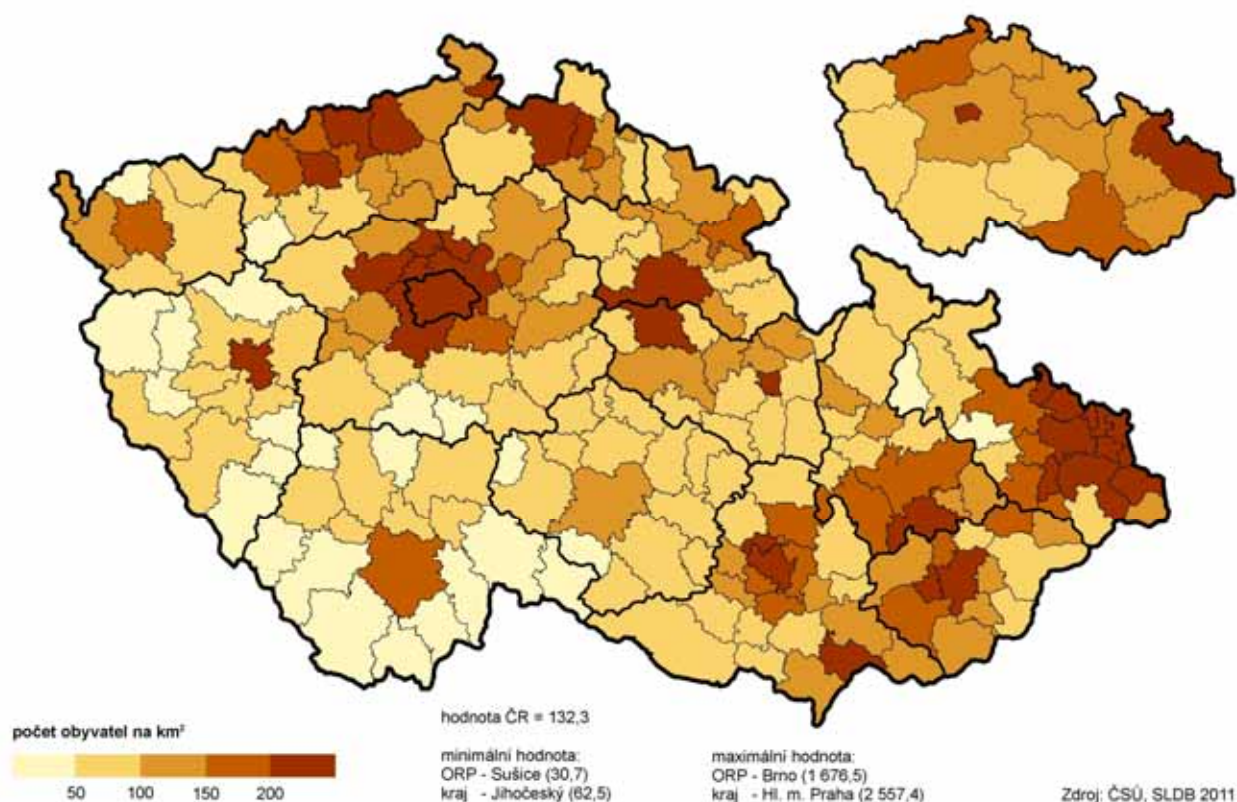 hodnota ČR = 132,3
počet obyvatel na km²
50 100 150 200
minimální hodnota:
ORP - Sušice (30,7)
kraj - Jihočeský (62,5)
maximální hodnota:
ORP - Brno (1 676,5)
kraj - Hl. m. Praha (2 557,4)
Zdroj: ČSÚ, SLDB 2011